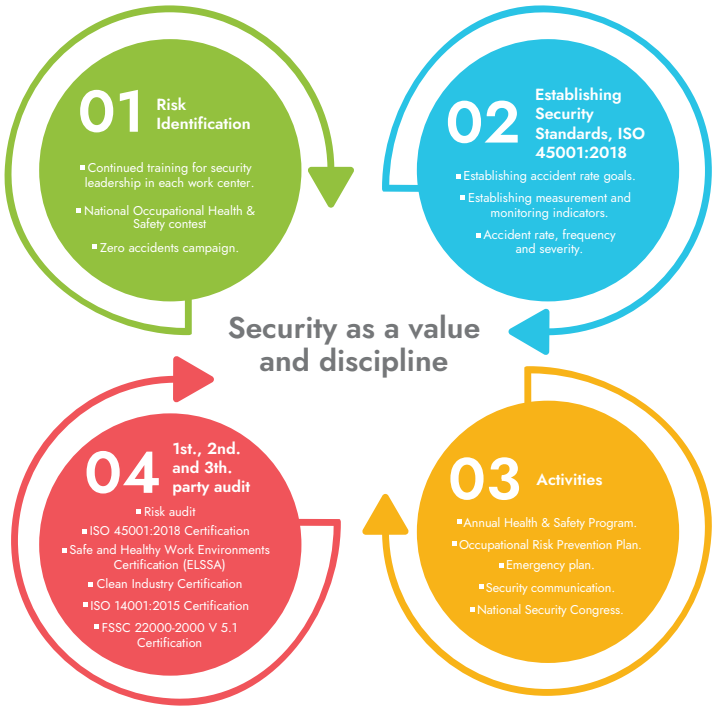 01
Risk
Identification
Continued training for security
leadership in each work center.
National Occupational Health &
Safety contest
Zero accidents campaign.
02
Establishing
Security
Standards, ISO
45001:2018
Establishing accident rate goals.
Establishing measurement and
monitoring indicators.
Accident rate, frequency
and severity.
Security as a value
and discipline
03
Activities
Annual Health & Safety Program.
Occupational Risk Prevention Plan.
Emergency plan.
Security communication.
National Security Congress.
04
1st., 2nd.
and 3th.
party audit
Risk audit
ISO 45001:2018 Certification
Safe and Healthy Work Environments
Certification (ELSSA)
Clean Industry Certification
ISO 14001:2015 Certification
FSSC 22000-2000 V 5.1
Certification